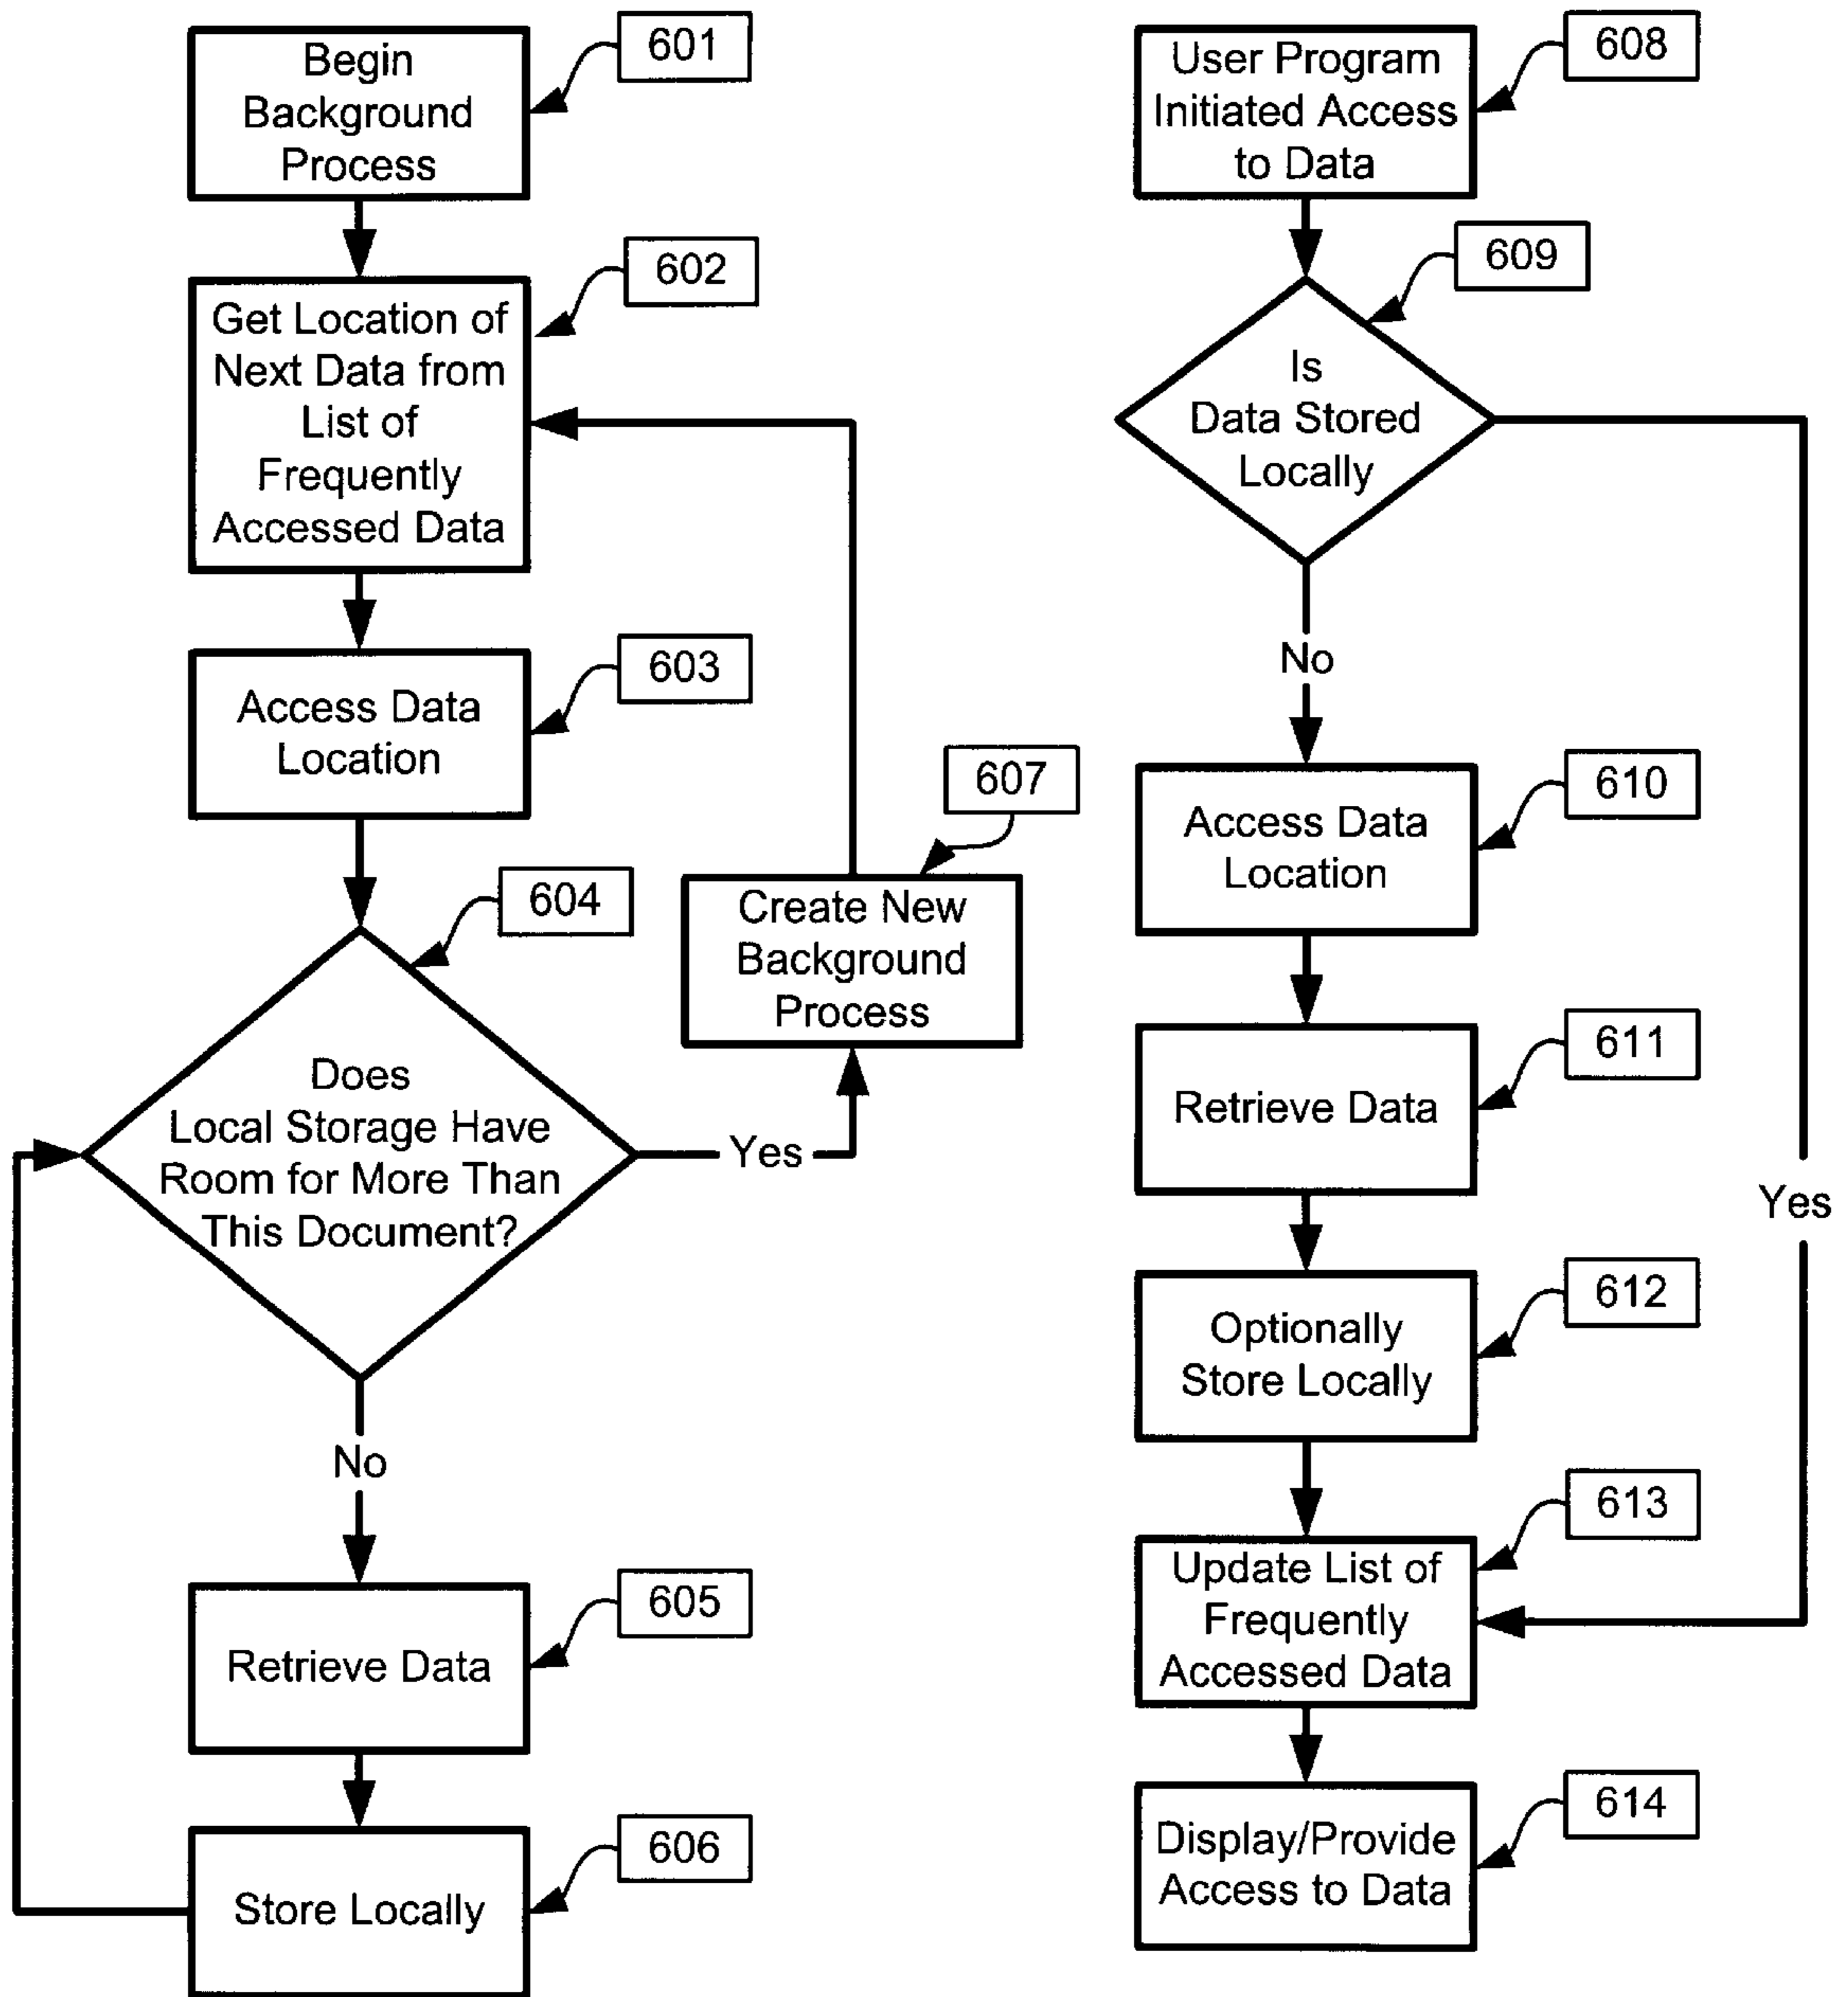 Begin
Background
Process
601
Get Location of
Next Data from
List of
Frequently
Accessed Data
602
Access Data
Location
603
604
Does
Local Storage Have
Room for More Than
This Document?
Yes
607
Create New
Background
Process
No
Retrieve Data
605
Store Locally
606
User Program
Initiated Access
to Data
608
609
Is
Data Stored
Locally
Yes
No
Access Data
Location
610
Retrieve Data
611
Optionally
Store Locally
612
Update List of
Frequently
Accessed Data
613
Display/Provide
Access to Data
614